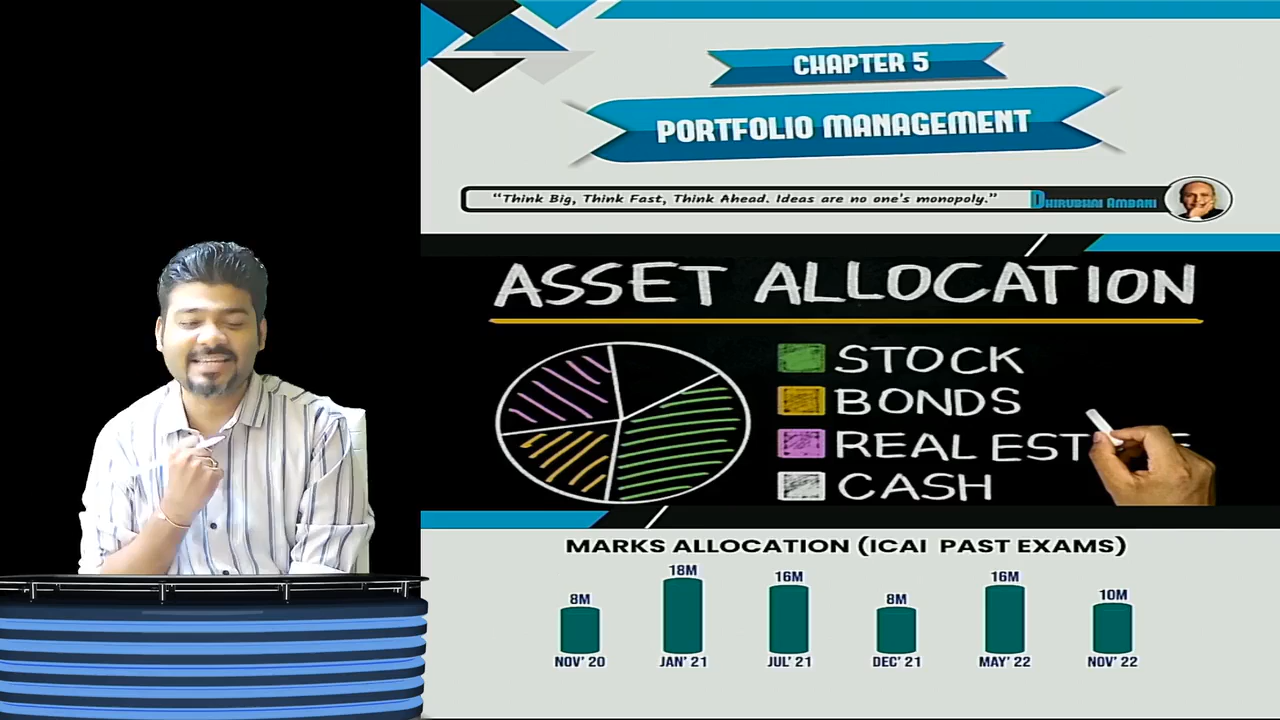 CHAPTER 5
PORTFOLIO MANAGEMENT
“Think Big, Think Fast, Think Ahead. Ideas are no one's monopoly.” DHIRUBHAI AMBANI
ASSET ALLOCATION
STOCK
BONDS
REAL EST
CASH
MARKS ALLOCATION (ICAI PAST EXAMS)
8M 18M 16M 8M 16M 10M
NOV' 20 JAN' 21 JUL' 21 DEC' 21 MAY' 22 NOV' 22